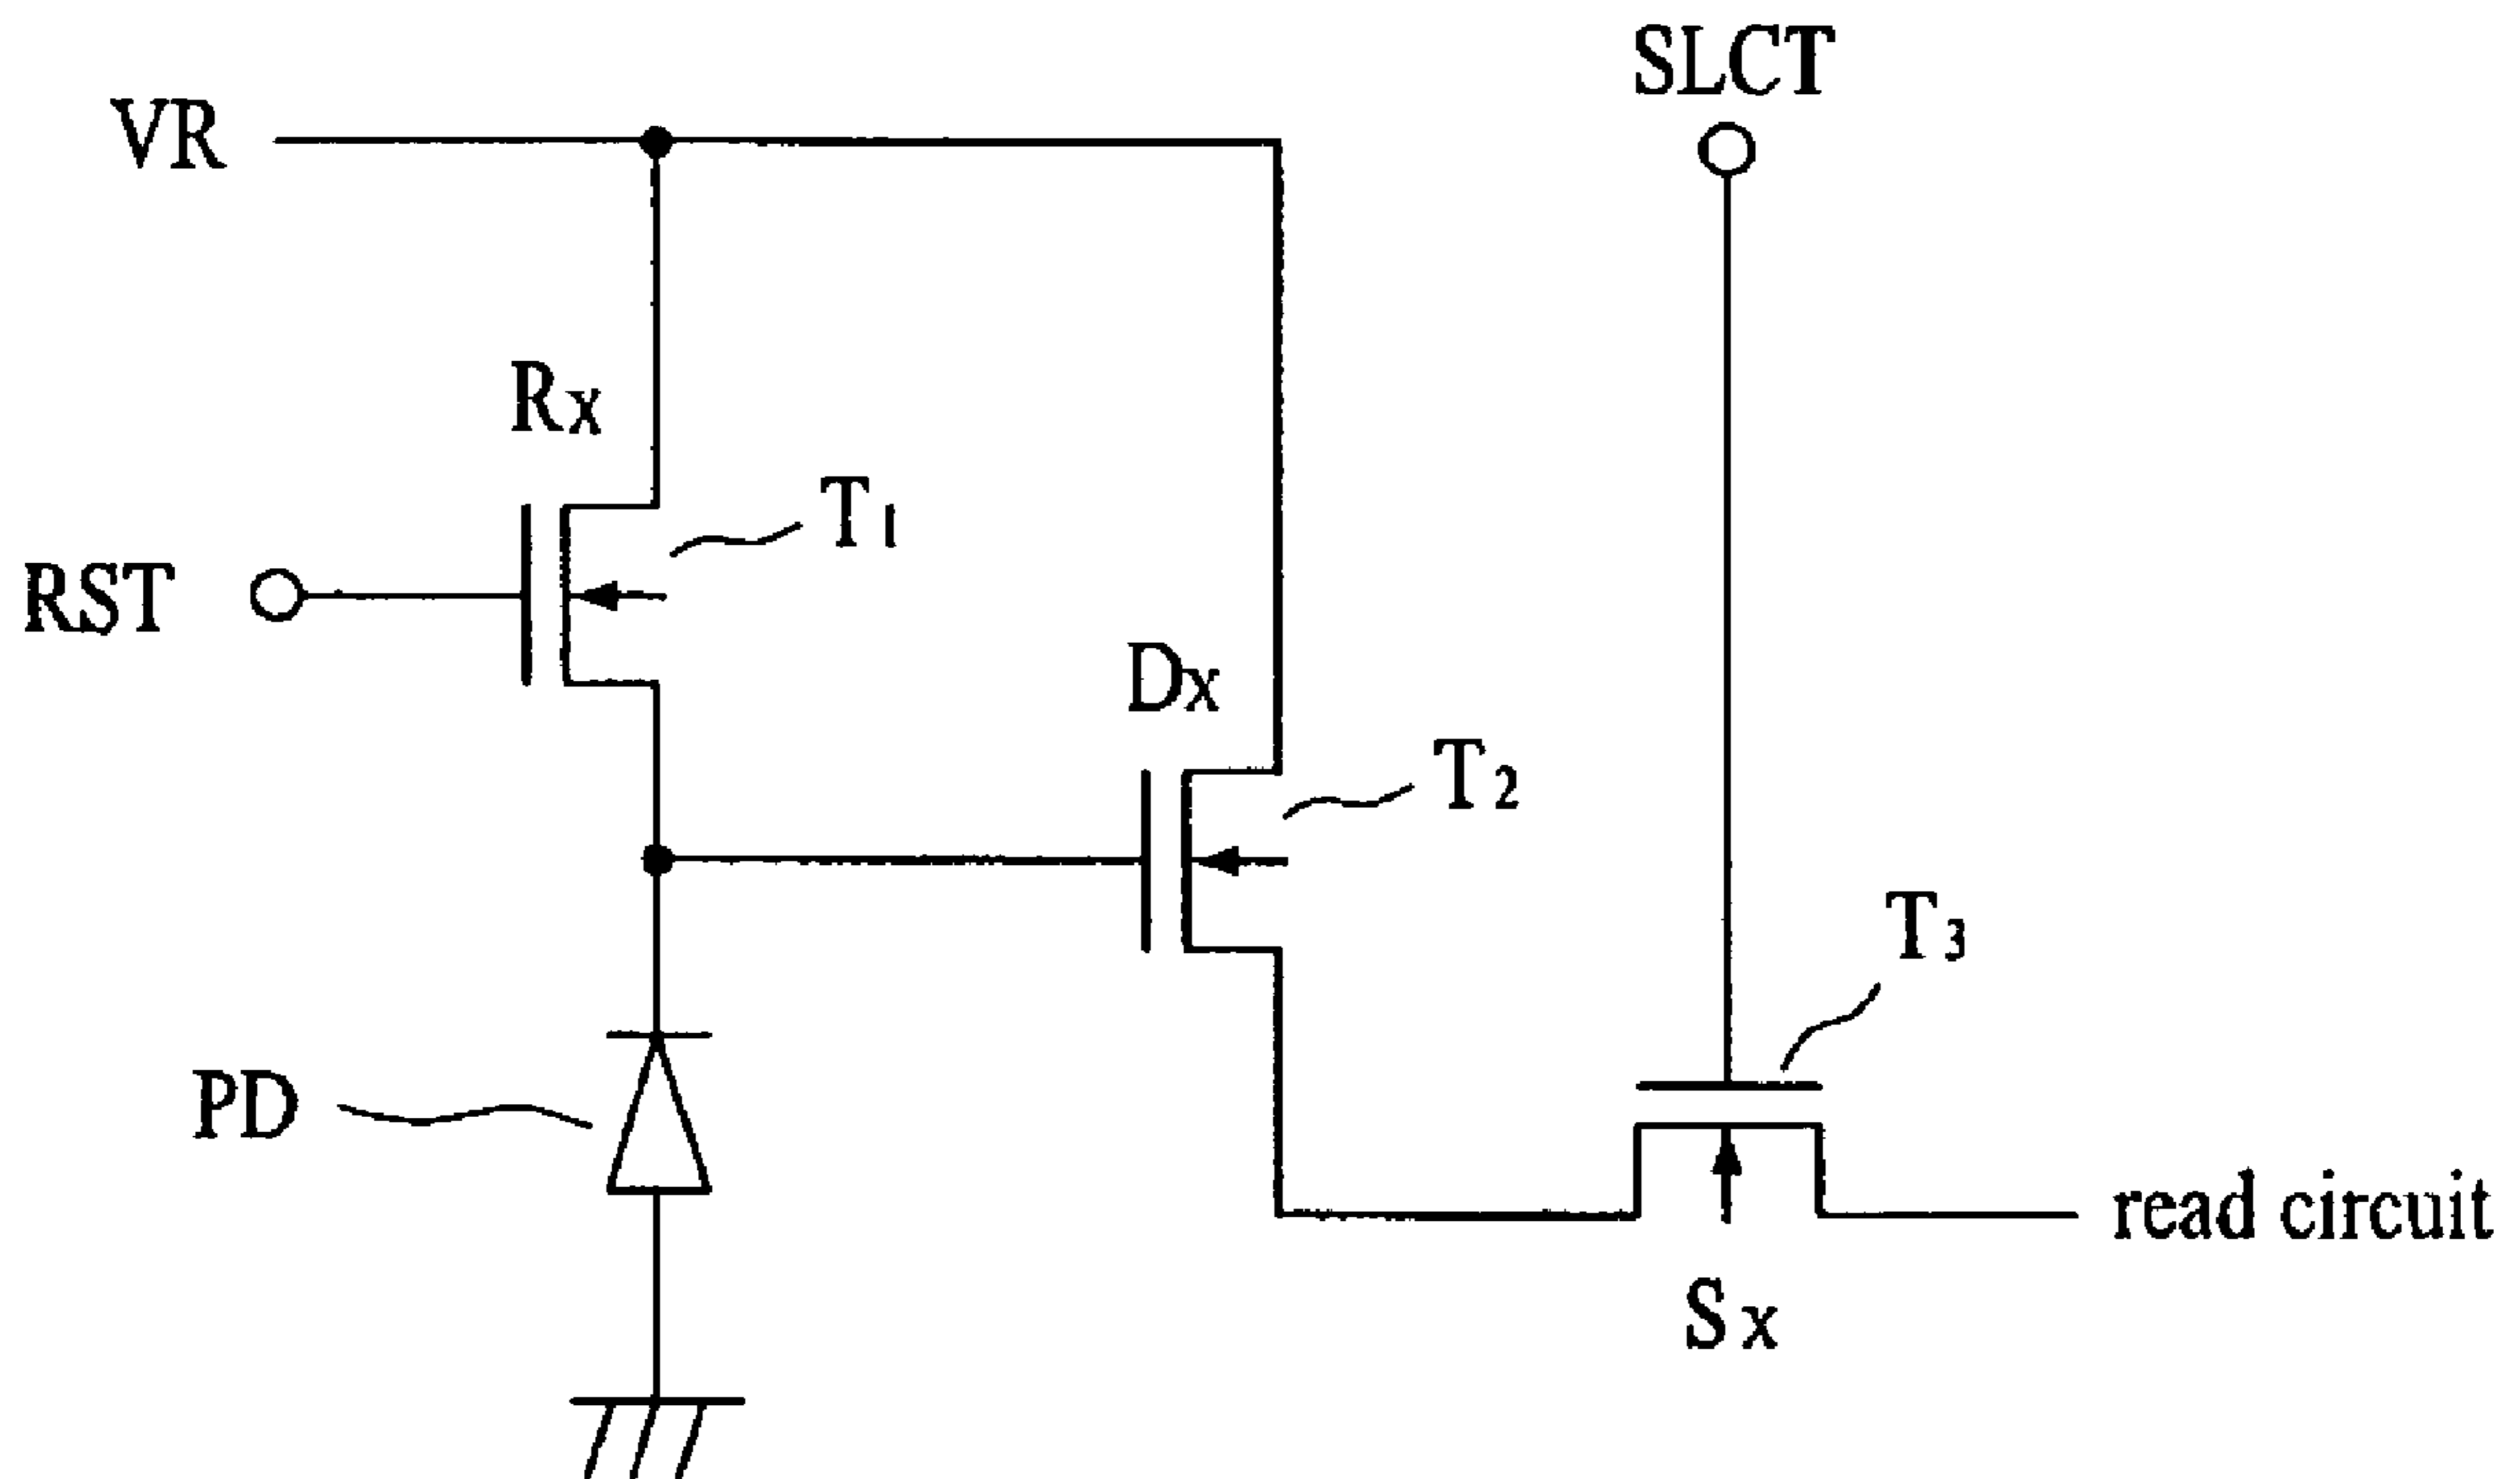 SLCT
VR
Rx
T1
RST
Dx
T2
T3
PD
read circuit
Sx